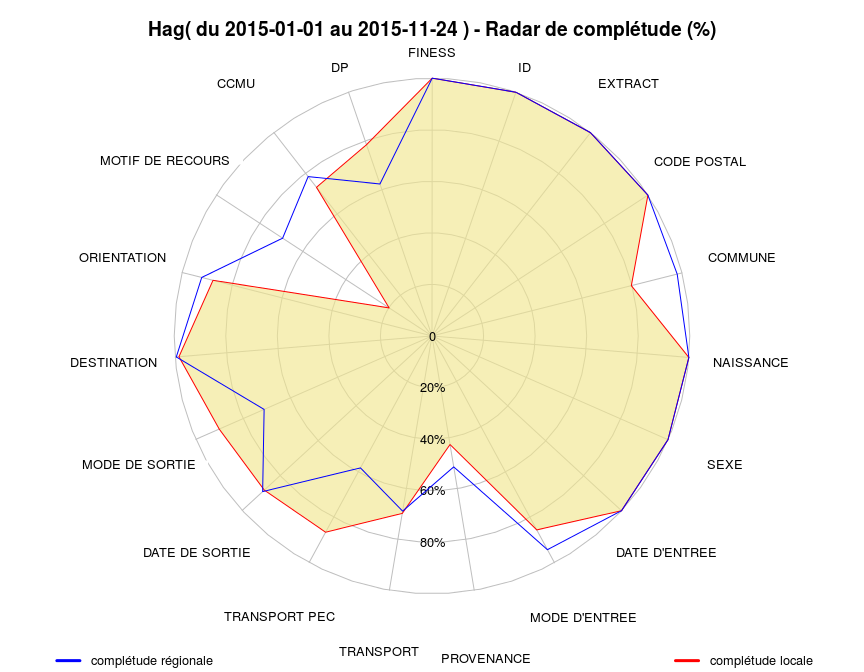 Hag( du 2015-01-01 au 2015-11-24 ) - Radar de complétude (%)
FINESS
DP
ID
CCMU
EXTRACT
MOTIF DE RECOURS
CODE POSTAL
ORIENTATION
COMMUNE
0
DESTINATION
NAISSANCE
20%
40%
MODE DE SORTIE
SEXE
60%
80%
DATE DE SORTIE
DATE D'ENTREE
TRANSPORT PEC
MODE D'ENTREE
TRANSPORT
PROVENANCE
complétude régionale
complétude locale